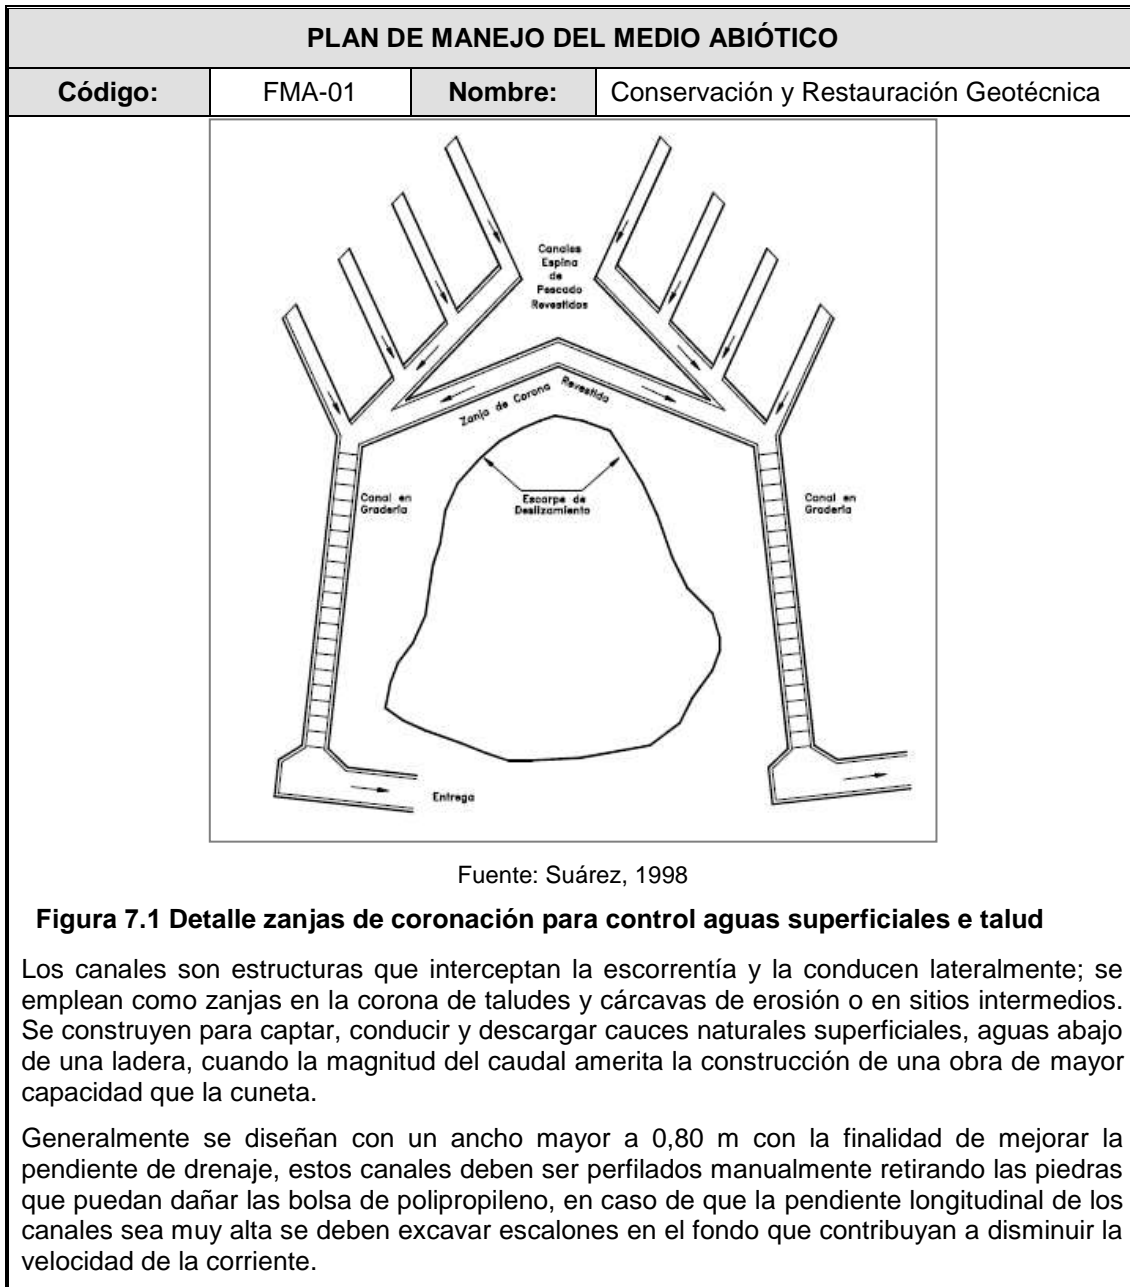 PLAN DE MANEJO DEL MEDIO ABIÓTICO
Código: FMA-01 Nombre: Conservación y Restauración Geotécnica
Canales
Espina
de
Pescado
Revestidos
Zanja de Corona Revestida
Canal en
Gradería
Escarpe de
Deslizamiento
Canal en
Gradería
Entrega
Fuente: Suárez, 1998
Figura 7.1 Detalle zanjas de coronación para control aguas superficiales e talud
Los canales son estructuras que interceptan la escorrentía y la conducen lateralmente; se
emplean como zanjas en la corona de taludes y cárcavas de erosión o en sitios intermedios.
Se construyen para captar, conducir y descargar cauces naturales superficiales, aguas abajo
de una ladera, cuando la magnitud del caudal amerita la construcción de una obra de mayor
capacidad que la cuneta.
Generalmente se diseñan con un ancho mayor a 0,80 m con la finalidad de mejorar la
pendiente de drenaje, estos canales deben ser perfilados manualmente retirando las piedras
que puedan dañar las bolsa de polipropileno, en caso de que la pendiente longitudinal de los
canales sea muy alta se deben excavar escalones en el fondo que contribuyan a disminuir la
velocidad de la corriente.